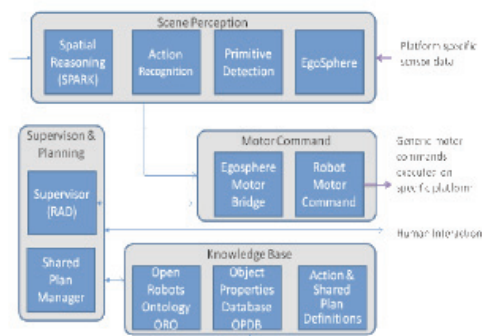 Scene Perception
Spatial
Reasoning
(SPARK)
Action
Recognition
Primitive
Detection
EgoSphere
Platform specific
sensor data
Supervison &
Planning
Supervisor
(RAD)
Shared
Plan
Manager
Motor Command
Egosphere
Motor
Bridge
Robot
Motor
Command
Generic motor
commands
executed on
specific platform
Human Interaction
Knowledge Base
Open
Robots
Ontology
ORO
Object
Properties
Database
OPDB
Action &
Shared
Plan
Definitions